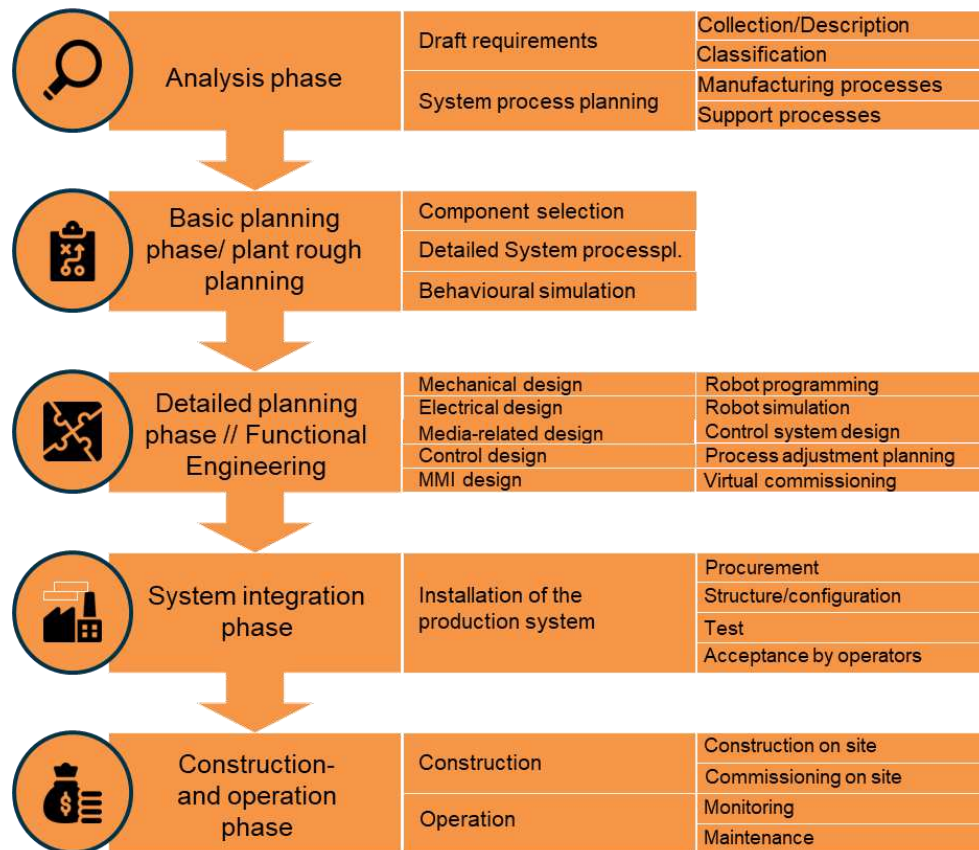 Analysis phase
Draft requirements
Collection/Description
Classification
System process planning
Manufacturing processes
Support processes
Basic planning
phase/ plant rough
planning
Component selection
Detailed System processpl.
Behavioural simulation
Detailed planning
phase // Functional
Engineering
Mechanical design
Robot programming
Electrical design
Robot simulation
Media-related design
Control system design
Control design
Process adjustment planning
MMI design
Virtual commissioning
System integration
phase
Installation of the
production system
Procurement
Structure/configuration
Test
Acceptance by operators
Construction-
and operation
phase
Construction
Construction on site
Commissioning on site
Operation
Monitoring
Maintenance
$